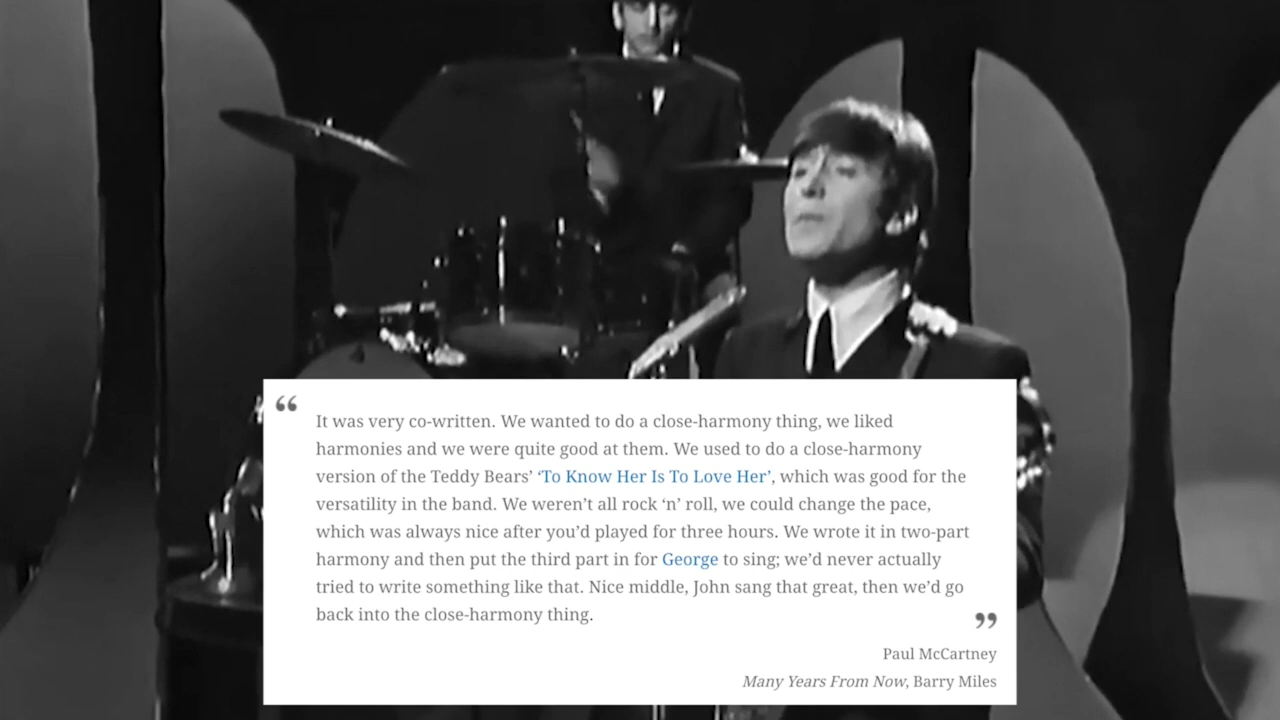 “
It was very co-written. We wanted to do a close-harmony thing, we liked
harmonies and we were quite good at them. We used to do a close-harmony
version of the Teddy Bears’ ‘To Know Her Is To Love Her’, which was good for the
versatility in the band. We weren’t all rock ‘n’ roll, we could change the pace,
which was always nice after you’d played for three hours. We wrote it in two-part
harmony and then put the third part in for George to sing; we’d never actually
tried to write something like that. Nice middle, John sang that great, then we’d go
back into the close-harmony thing.
”
Paul McCartney
Many Years From Now, Barry Miles